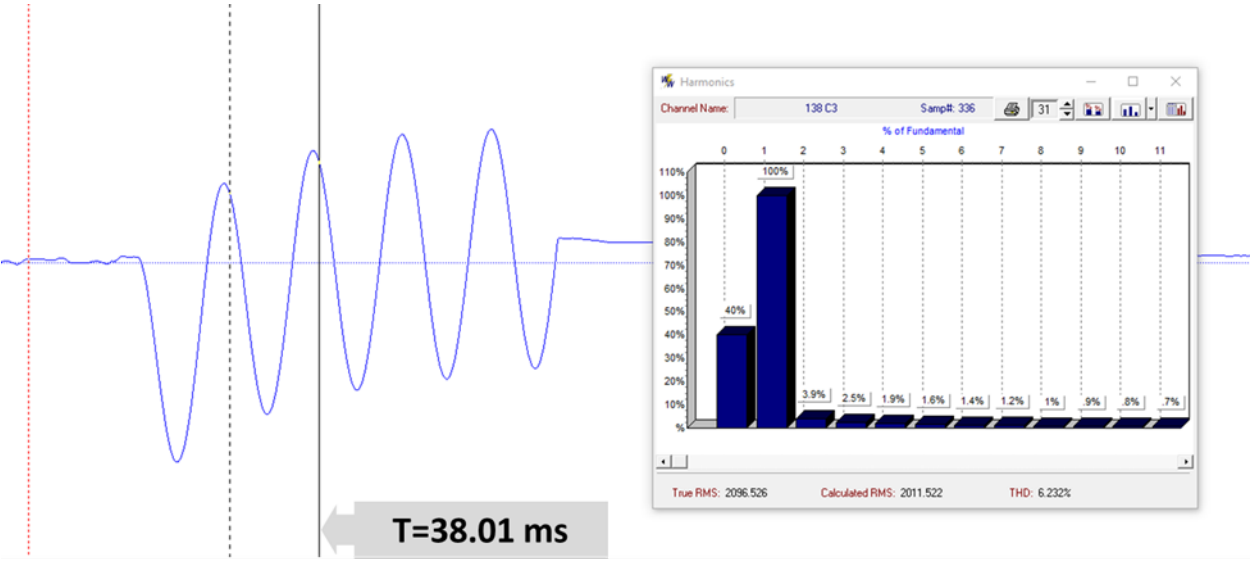 Harmonics
Channel Name: 138 C3 Samp#: 336 31
% of Fundamental
0 1 2 3 4 5 6 7 8 9 10 11
110%
100%
90%
80%
70%
60%
50%
40%
30%
20%
10%
%
40% 100% 3.9% 2.5% 1.9% 1.6% 1.4% 1.2% 1% .9% .8% .7%
True RMS: 2096.526 Calculated RMS: 2011.522 THD: 6.232%
T=38.01 ms